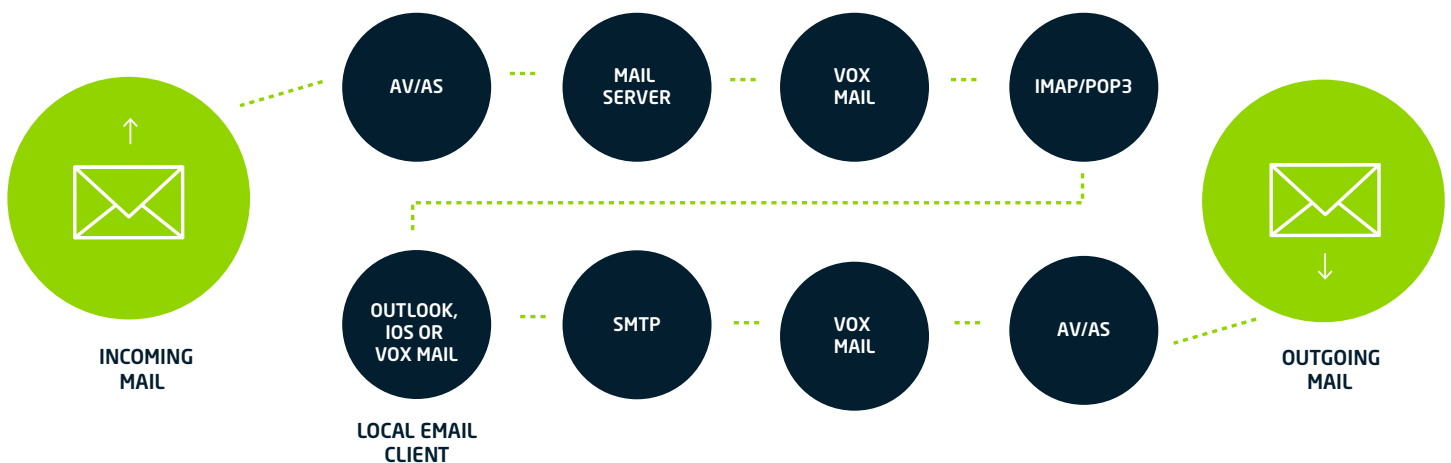 AV/AS
MAIL
SERVER
VOX
MAIL
IMAP/POP3
INCOMING
MAIL
OUTLOOK,
IOS OR
VOX MAIL
LOCAL EMAIL
CLIENT
SMTP
VOX
MAIL
AV/AS
OUTGOING
MAIL